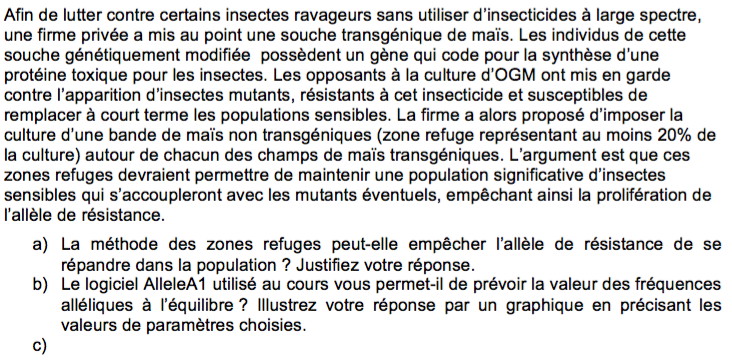 Afin de lutter contre certains insectes ravageurs sans utiliser d'insecticides à large spectre,
une firme privée a mis au point une souche transgénique de maïs. Les individus de cette
souche génétiquement modifiée possèdent un gène qui code pour la synthèse d'une
protéine toxique pour les insectes. Les opposants à la culture d'OGM ont mis en garde
contre l'apparition d'insectes mutants, résistants à cet insecticide et susceptibles de
remplacer à court terme les populations sensibles. La firme a alors proposé d'imposer la
culture d'une bande de maïs non transgéniques (zone refuge représentant au moins 20% de
la culture) autour de chacun des champs de maïs transgéniques. L'argument est que ces
zones refuges devraient permettre de maintenir une population significative d'insectes
sensibles qui s'accoupleront avec les mutants éventuels, empêchant ainsi la prolifération de
l'allèle de résistance.
a) La méthode des zones refuges peut-elle empêcher l'allèle de résistance de se
répandre dans la population ? Justifiez votre réponse.
b) Le logiciel AlleleA1 utilisé au cours vous permet-il de prévoir la valeur des fréquences
alléliques à l'équilibre ? Illustrez votre réponse par un graphique en précisant les
valeurs de paramètres choisies.
c)